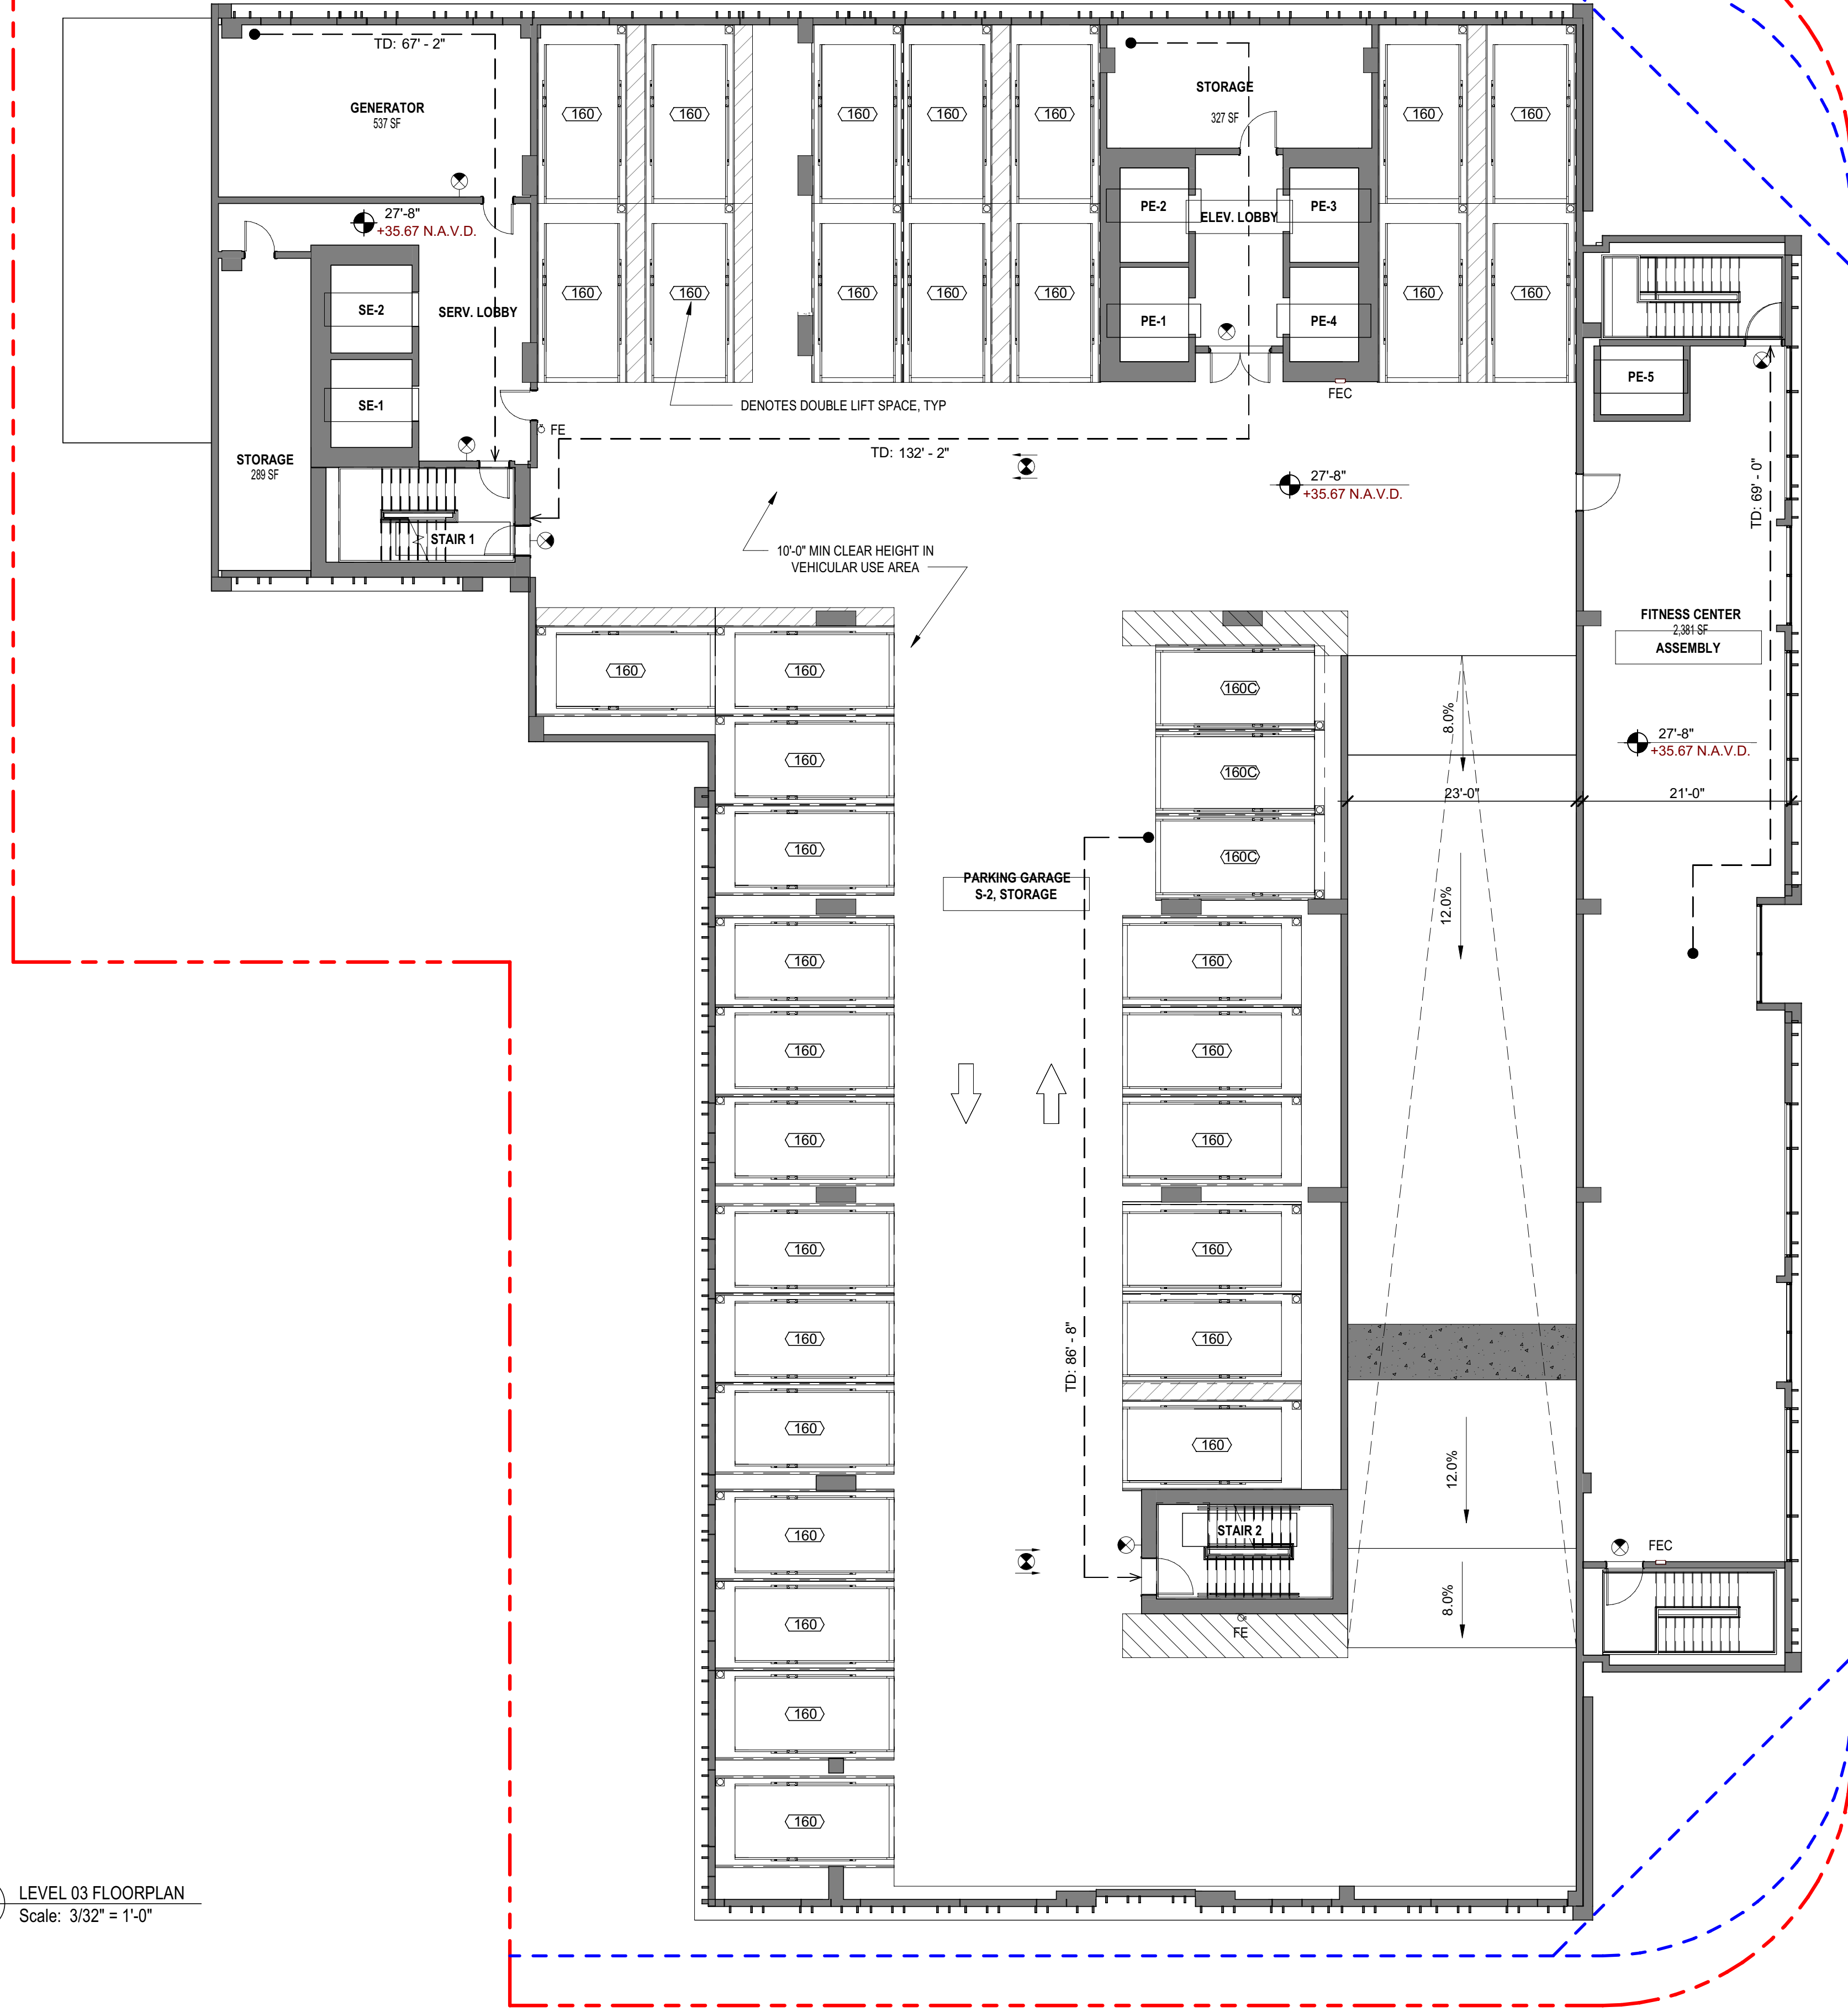 TD: 67' - 2"
GENERATOR
537 SF
160
160
160
160
160
STORAGE
327 SF
160
160
27'-8"
+35.67 N.A.V.D.
PE-2
ELEV. LOBBY
PE-3
SE-2
SERV. LOBBY
160
160
160
160
160
PE-1
PE-4
160
160
SE-1
DENOTES DOUBLE LIFT SPACE, TYP
FEC
PE-5
FE
TD: 132' - 2"
STORAGE
289 SF
27'-8"
+35.67 N.A.V.D.
TD: 69' - 0"
STAIR 1
10'-0" MIN CLEAR HEIGHT IN
VEHICULAR USE AREA
FITNESS CENTER
2,381 SF
ASSEMBLY
160
160
160C
8.0%
27'-8"
+35.67 N.A.V.D.
160
160C
23'-0"
21'-0"
160
160C
PARKING GARAGE
S-2, STORAGE
12.0%
160
160
160
160
160
160
160
160
TD: 86' - 8"
160
160
160
160
12.0%
160
STAIR 2
FEC
8.0%
160
FE
160
160
LEVEL 03 FLOORPLAN
Scale: 3/32" = 1'-0"